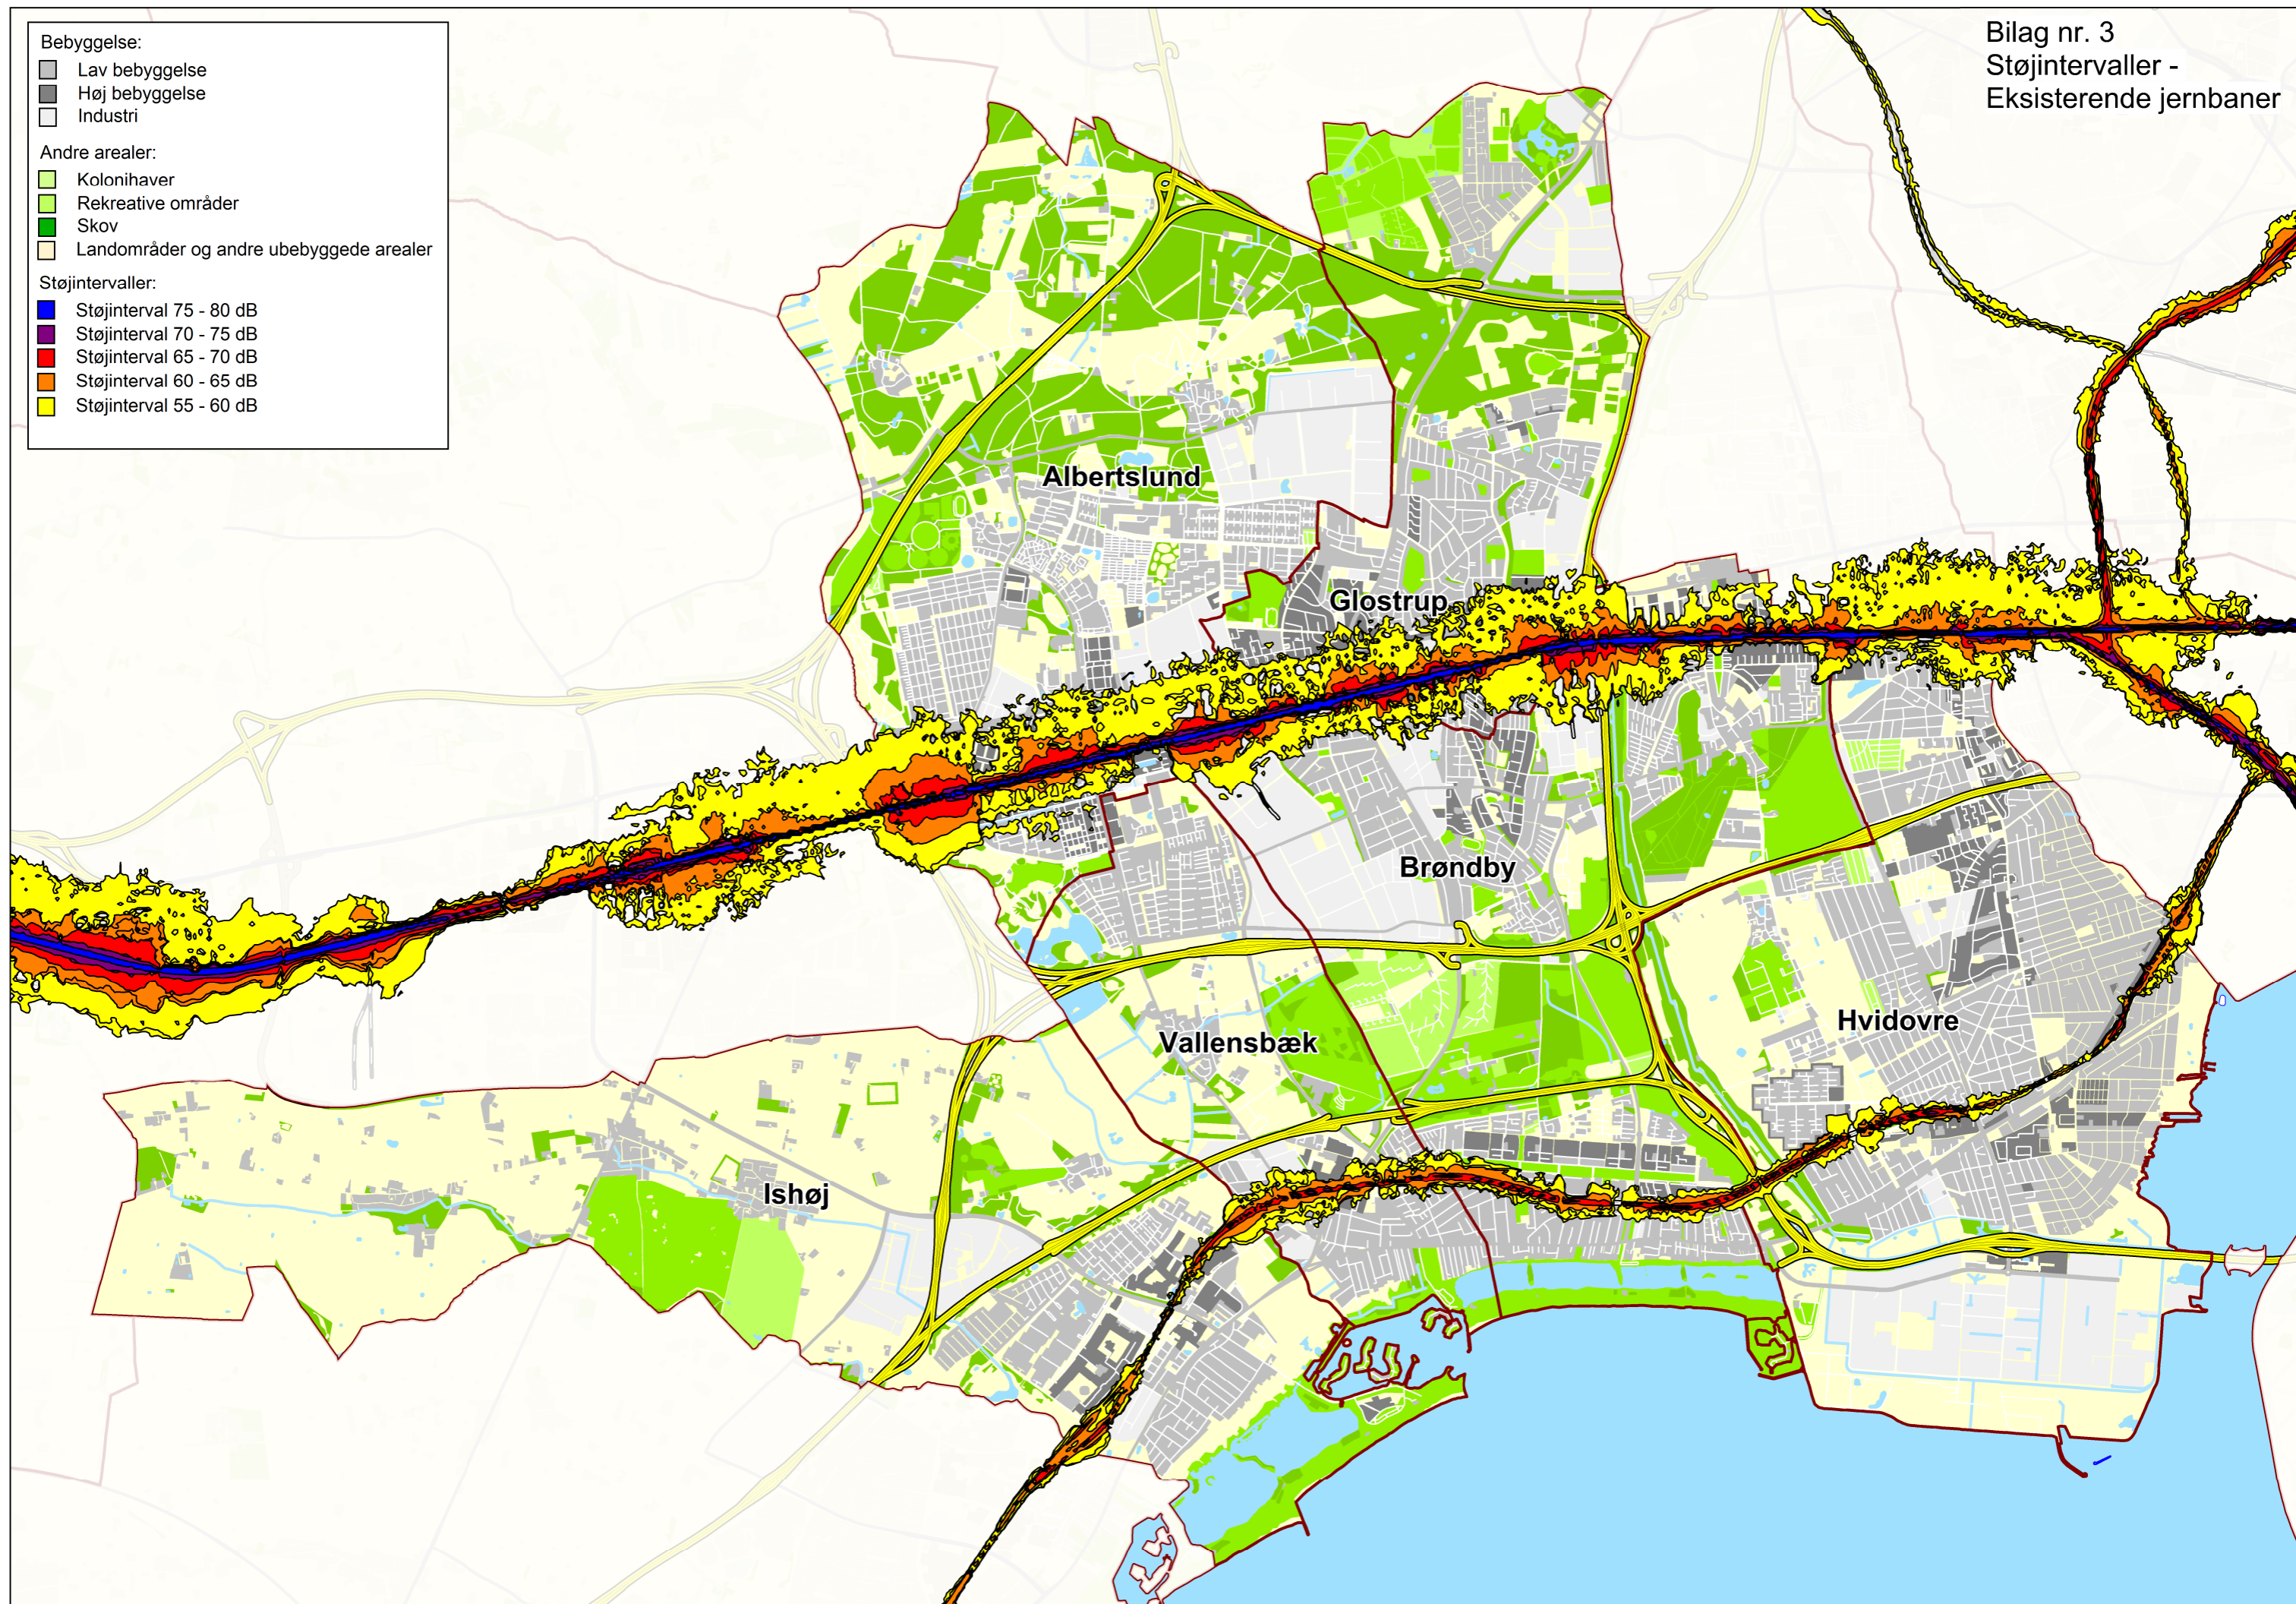 Bilag nr. 3
Støjintervaller -
Eksisterende jernbaner
Bebyggelse:
Lav bebyggelse
Høj bebyggelse
Industri
Andre arealer:
Kolonihaver
Rekreative områder
Skov
Landområder og andre ubebyggede arealer
Støjintervaller:
Støjinterval 75 - 80 dB
Støjinterval 70 - 75 dB
Støjinterval 65 - 70 dB
Støjinterval 60 - 65 dB
Støjinterval 55 - 60 dB
Albertslund
Glostrup
Brøndby
Hvidovre
Vallensbæk
Ishøj